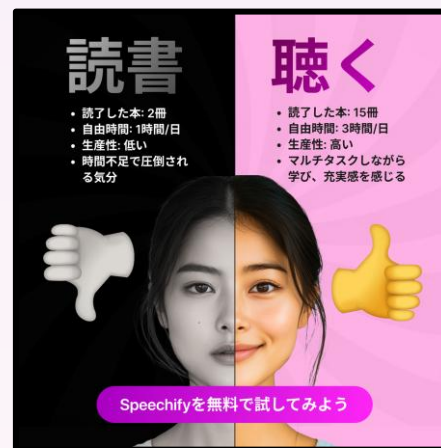 読書
• 読了した本: 2冊
• 自由時間: 1時間/日
• 生産性: 低い
• 時間不足で圧倒され
る気分
聴く
• 読了した本: 15冊
• 自由時間: 3時間/日
• 生産性: 高い
• マルチタスクしながら
学び、充実感を感じる
Speechifyを無料で試してみよう